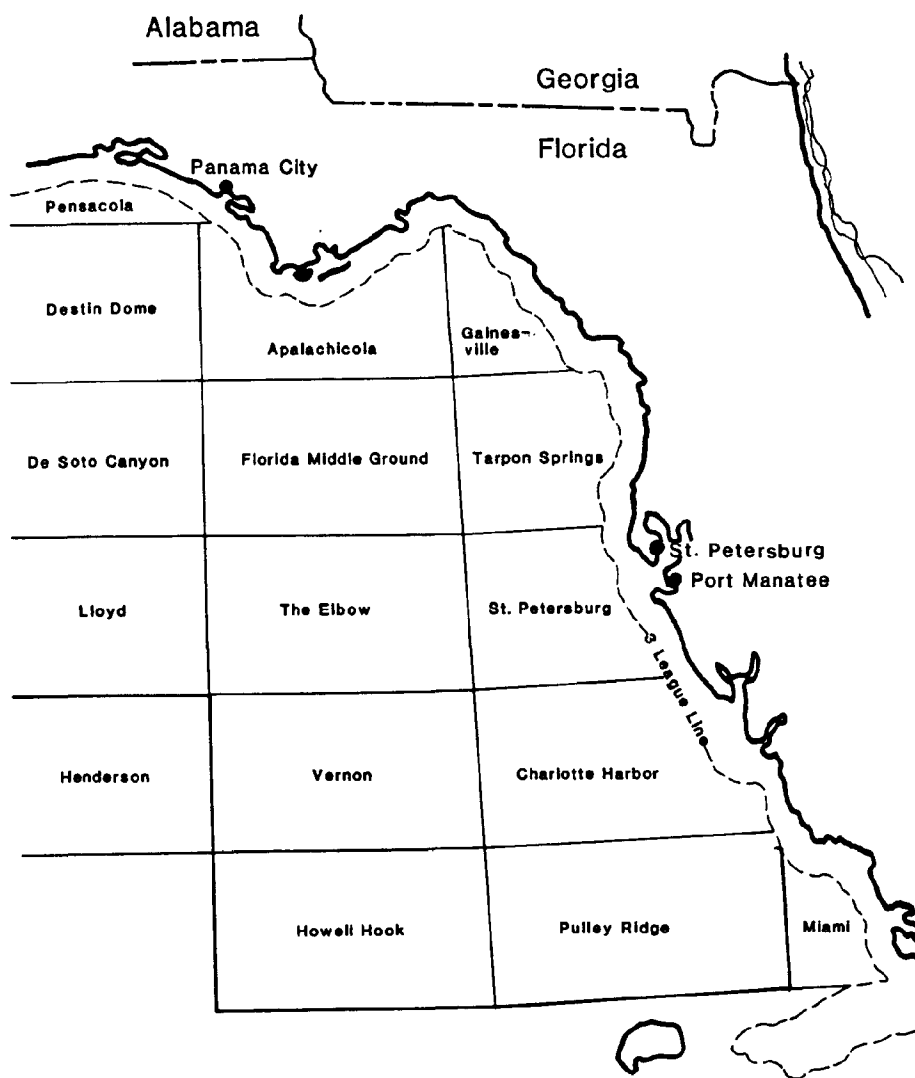 Alabama
Georgia
Florida
Panama City
Pensacola
Destin Dome
Apalachicola
Gaines-
ville
De Soto Canyon
Florida Middle Ground
Tarpon Springs
St. Petersburg
Port Manatee
Lloyd
The Elbow
St. Petersburg
3 League Line
Henderson
Vernon
Charlotte Harbor
Howell Hook
Pulley Ridge
Miami